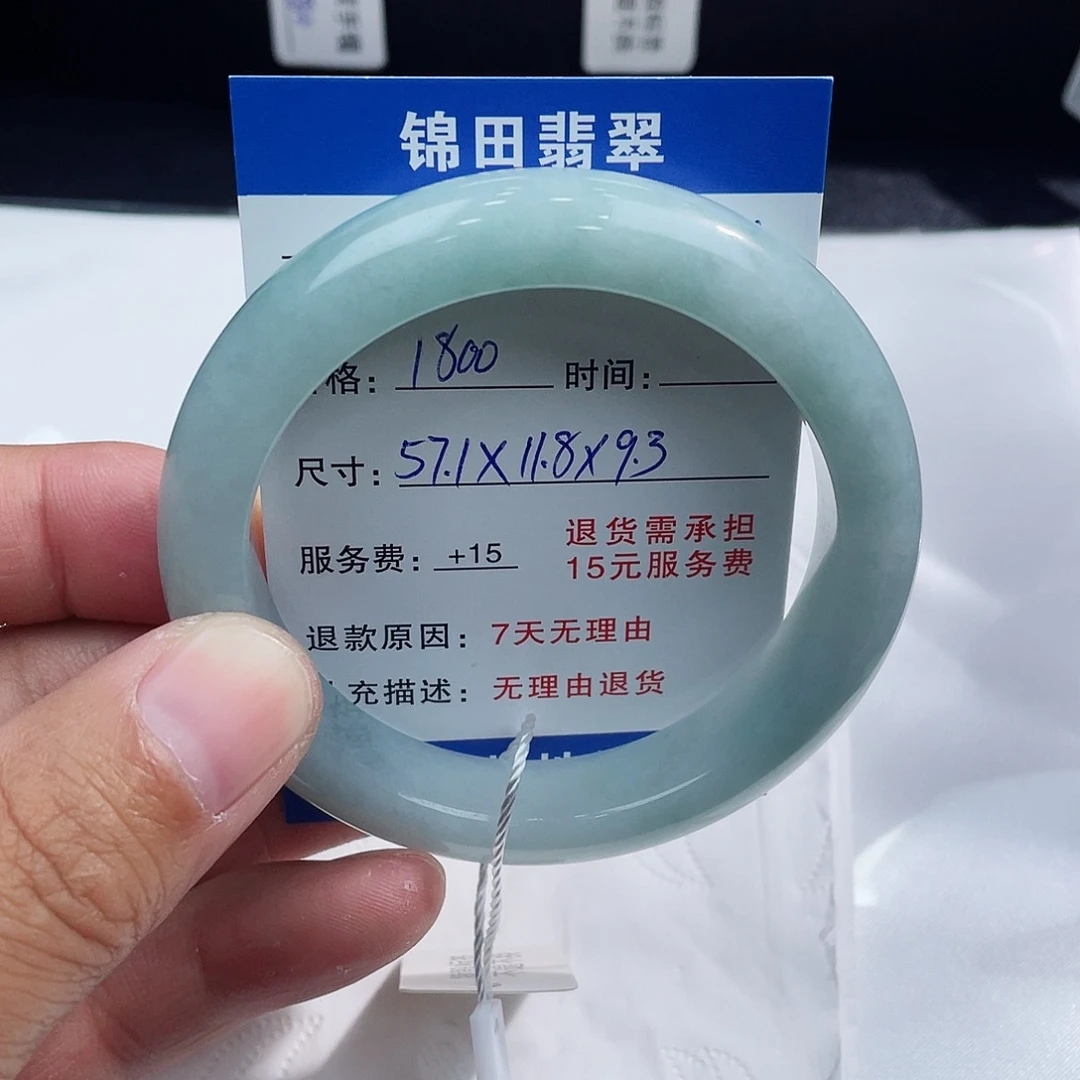 锦田翡翠
格：1800 时间：
尺寸：57.1X11.8X9.3
服务费：+15
退货需承担
15元服务费
退款原因：7天无理由
充描述：无理由退货